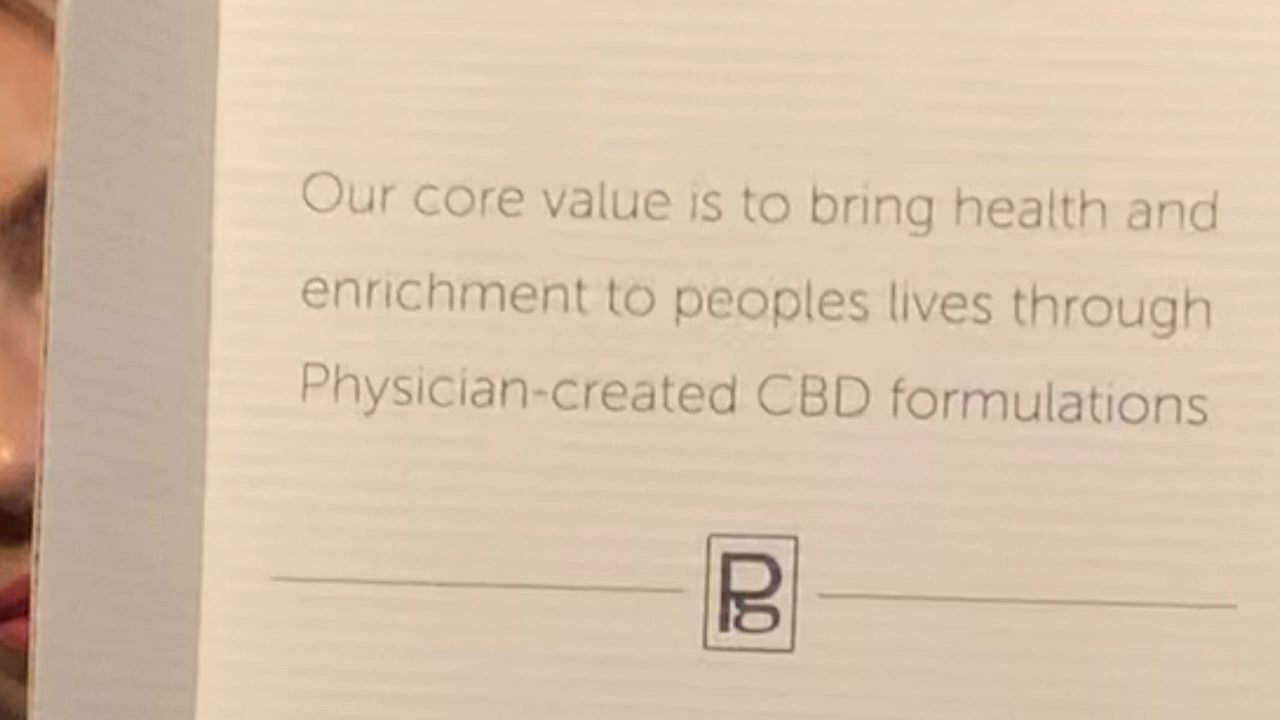 Our core value is to bring health and
enrichment to peoples lives through
Physician-created CBD formulations